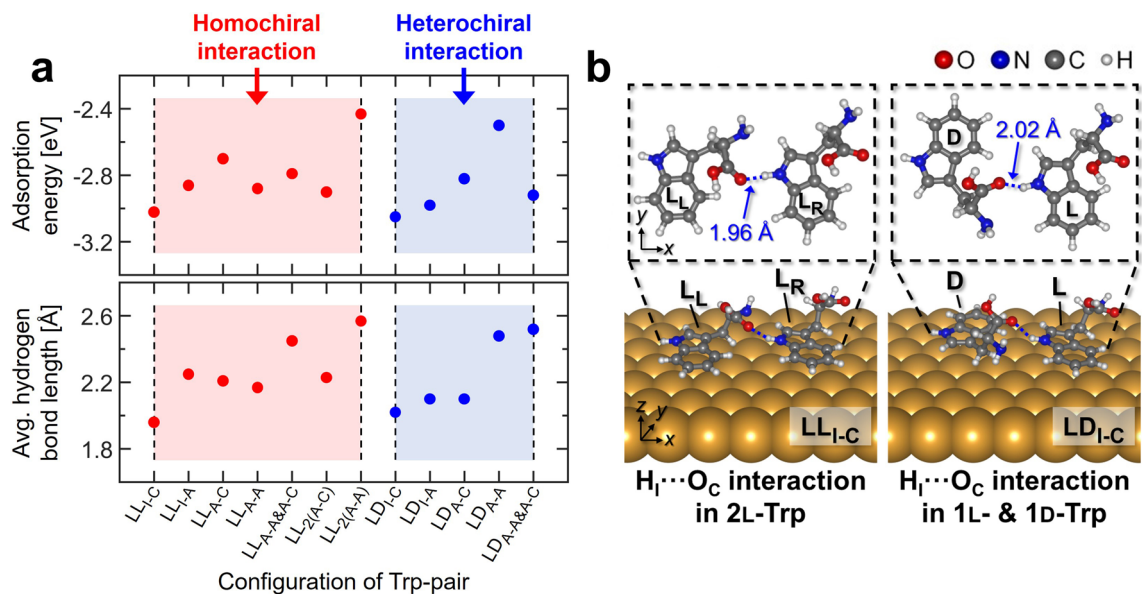 a
Homochiral
interaction
Heterochiral
interaction
Adsorption
energy [eV]
-2.4
-2.8
-3.2
Avg. hydrogen
bond length [Å]
2.6
2.2
1.8
LL_I-C
LL_I-A
LL_A-C
LL_A-A
LL_A-A&A-C
LL_2(A-C)
LL_2(A-A)
LD_I-C
LD_I-A
LD_A-C
LD_A-A
LD_A-A&A-C
Configuration of Trp-pair
b
O N C H
L_L
L_R
1.96 Å
y
x
D
2.02 Å
L
L_L
L_R
z
y
x
LL_I-C
D
L
LD_I-C
H_I···O_C interaction
in 2L-Trp
H_I···O_C interaction
in 1L- & 1D-Trp